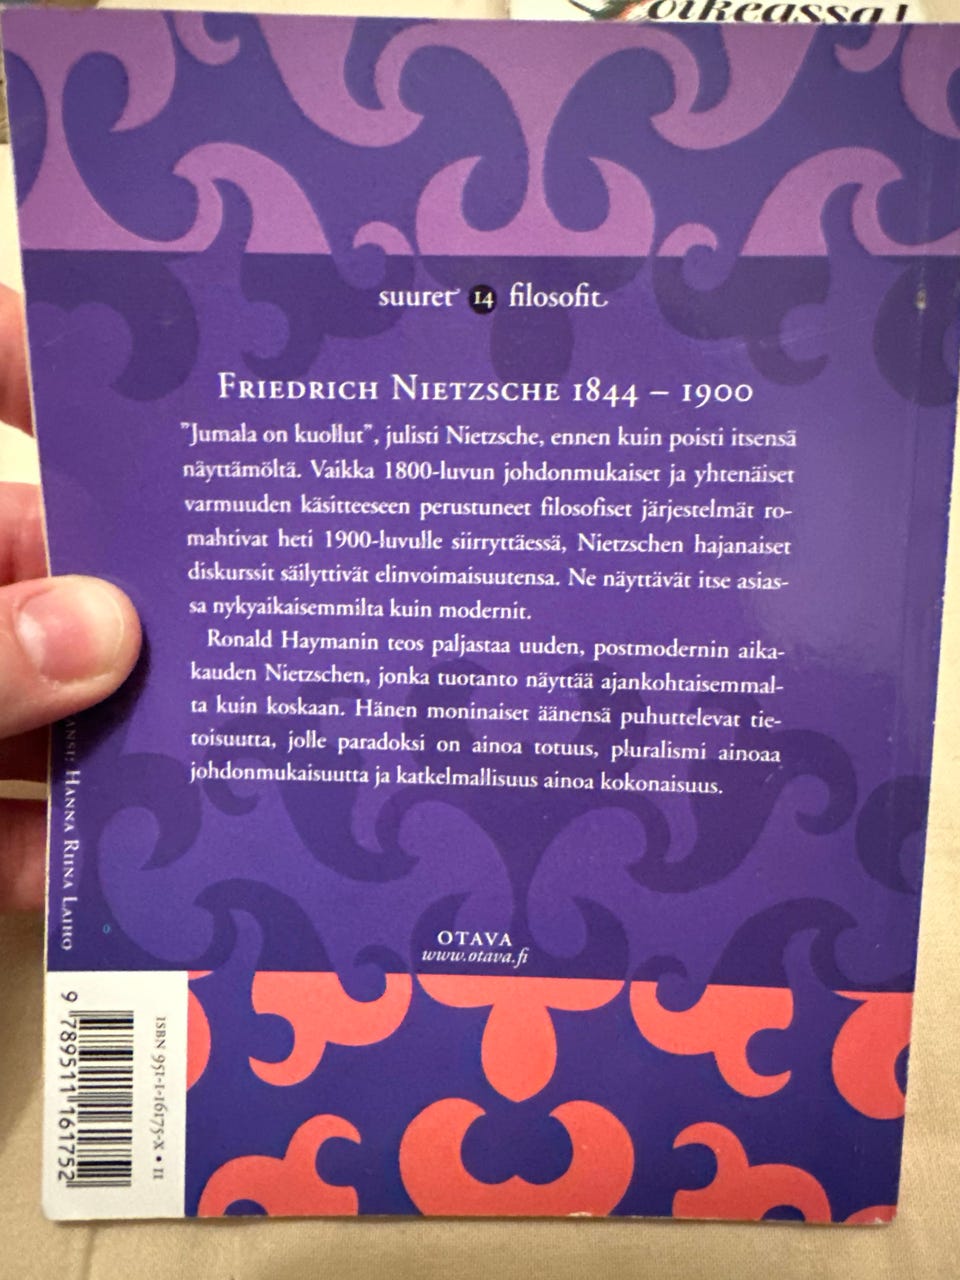 oikeassa!
suuret 14 filosofit
FRIEDRICH NIETZSCHE 1844 – 1900
"Jumala on kuollut", julisti Nietzsche, ennen kuin poisti itsensä
näyttämöltä. Vaikka 1800-luvun johdonmukaiset ja yhtenäiset
varmuuden käsitteeseen perustuneet filosofiset järjestelmät ro-
mahtivat heti 1900-luvulle siirryttäessä, Nietzschen hajanaiset
diskurssit säilyttivät elinvoimaisuutensa. Ne näyttävät itse asias-
sa nykyaikaisemmilta kuin modernit.
Ronald Haymanin teos paljastaa uuden, postmodernin aika-
kauden Nietzschen, jonka tuotanto näyttää ajankohtaisemmal-
ta kuin koskaan. Hänen moninaiset äänensä puhuttelevat tie-
toisuutta, jolle paradoksi on ainoa totuus, pluralismi ainoaa
johdonmukaisuutta ja katkelmallisuus ainoa kokonaisuus.
OTAVA
www.otava.fi
HANNA RIINA LAIHO
ISBN 951-1-16175-X • 11
9 789511 161752